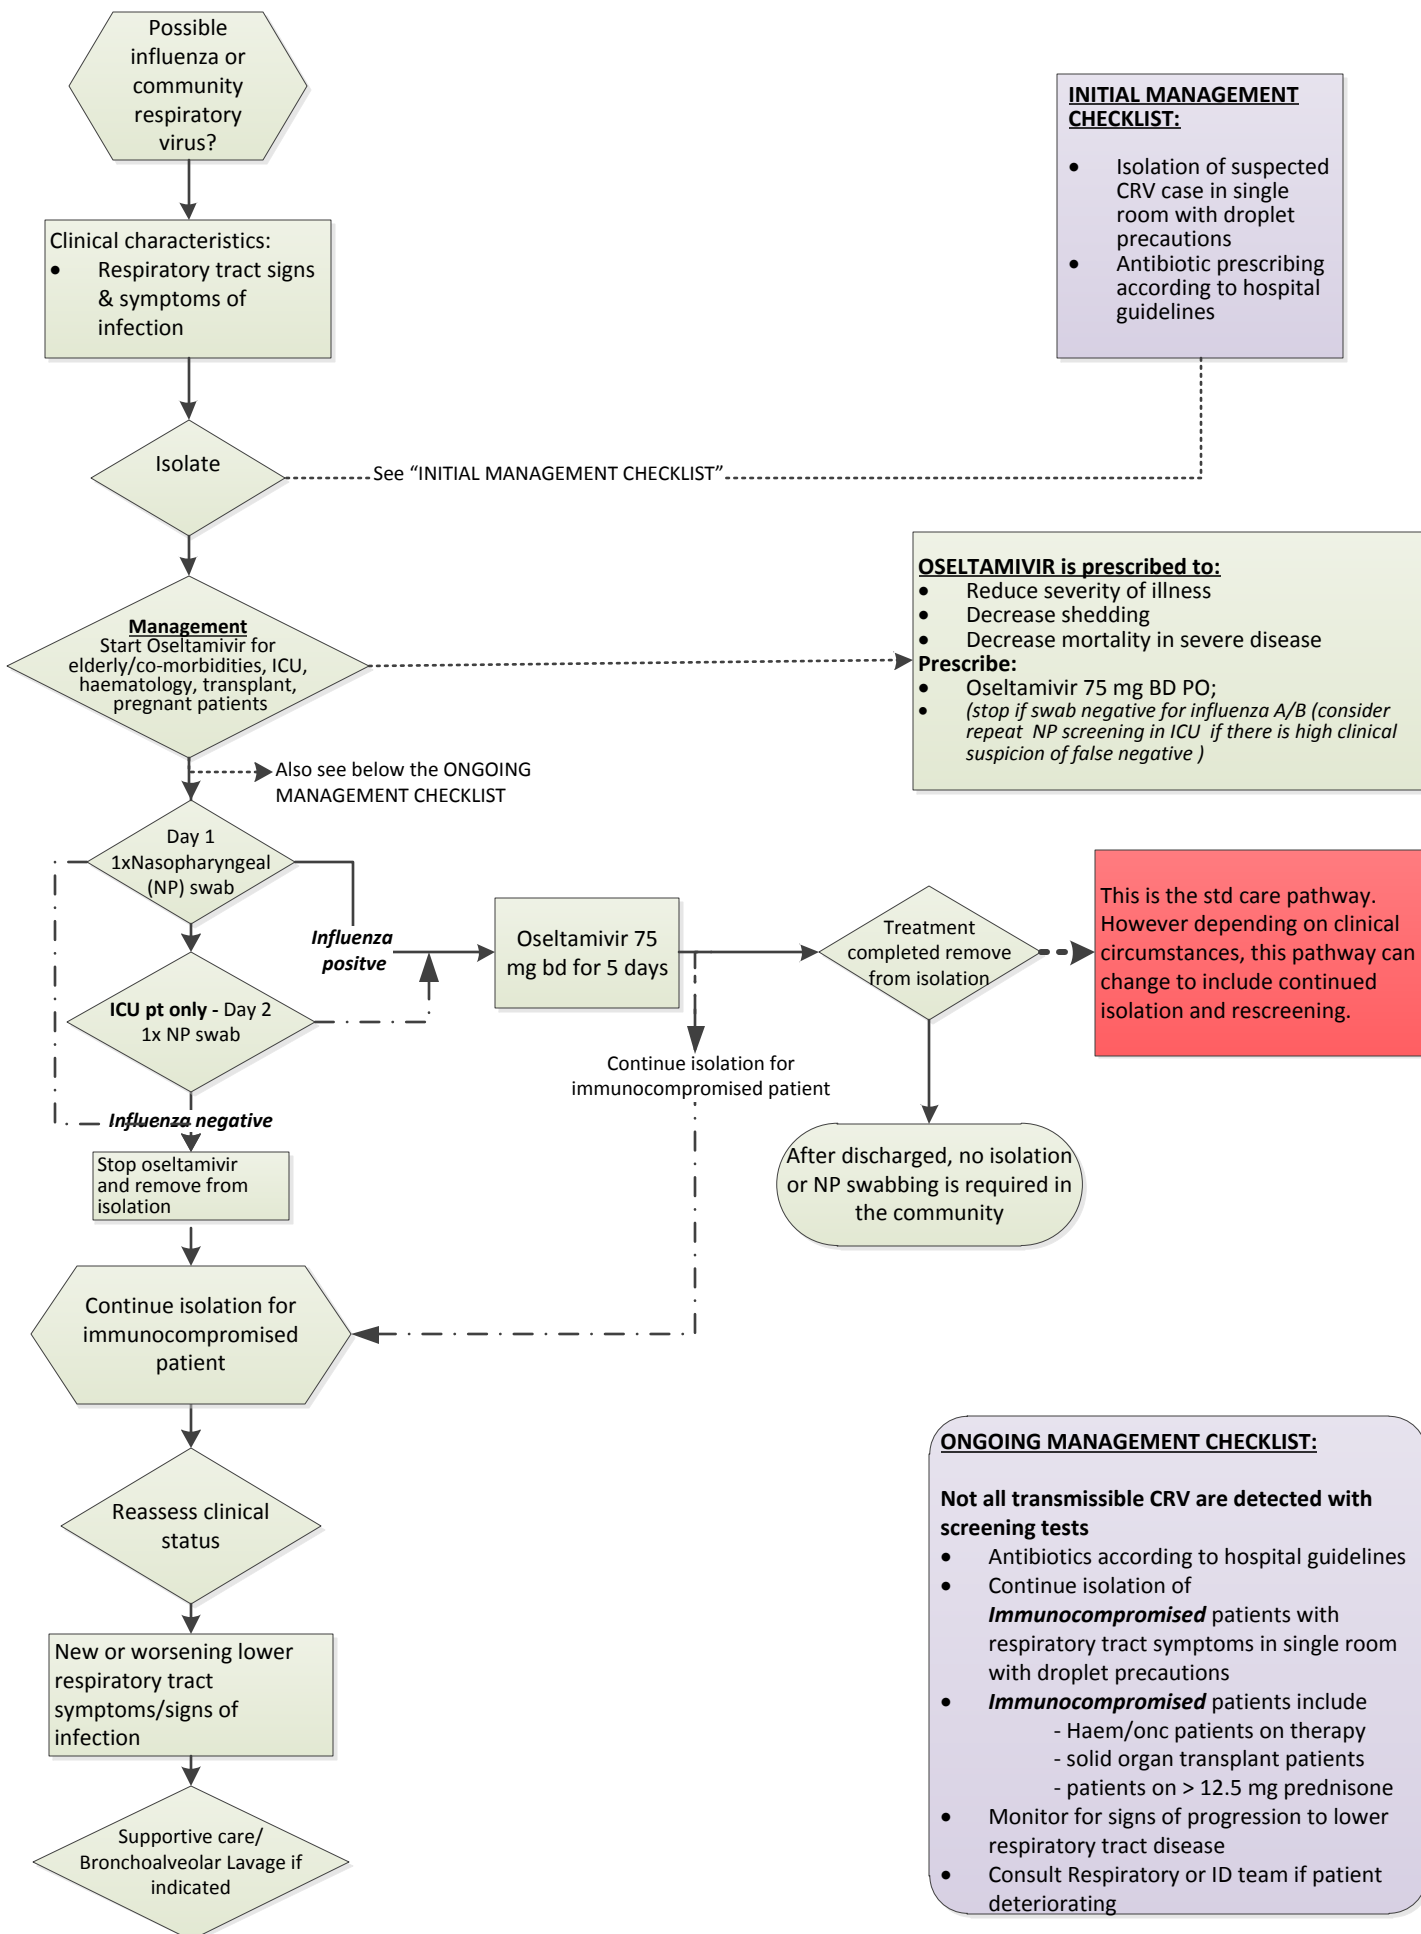 Possible
influenza or
community
respiratory
virus?
INITIAL MANAGEMENT
CHECKLIST:
• Isolation of suspected
CRV case in single
room with droplet
precautions
• Antibiotic prescribing
according to hospital
guidelines
Clinical characteristics:
• Respiratory tract signs
& symptoms of
infection
Isolate
See “INITIAL MANAGEMENT CHECKLIST”
Management
Start Oseltamivir for
elderly/co-morbidities, ICU,
haematology, transplant,
pregnant patients
OSELTAMIVIR is prescribed to:
• Reduce severity of illness
• Decrease shedding
• Decrease mortality in severe disease
Prescribe:
• Oseltamivir 75 mg BD PO;
• (stop if swab negative for influenza A/B (consider
repeat NP screening in ICU if there is high clinical
suspicion of false negative )
Also see below the ONGOING
MANAGEMENT CHECKLIST
Day 1
1xNasopharyngeal
(NP) swab
Influenza
positve
Oseltamivir 75
mg bd for 5 days
Treatment
completed remove
from isolation
This is the std care pathway.
However depending on clinical
circumstances, this pathway can
change to include continued
isolation and rescreening.
ICU pt only - Day 2
1x NP swab
Continue isolation for
immunocompromised patient
Influenza negative
Stop oseltamivir
and remove from
isolation
After discharged, no isolation
or NP swabbing is required in
the community
Continue isolation for
immunocompromised
patient
Reassess clinical
status
New or worsening lower
respiratory tract
symptoms/signs of
infection
Supportive care/
Bronchoalveolar Lavage if
indicated
ONGOING MANAGEMENT CHECKLIST:
Not all transmissible CRV are detected with
screening tests
• Antibiotics according to hospital guidelines
• Continue isolation of
Immunocompromised patients with
respiratory tract symptoms in single room
with droplet precautions
• Immunocompromised patients include
- Haem/onc patients on therapy
- solid organ transplant patients
- patients on > 12.5 mg prednisone
• Monitor for signs of progression to lower
respiratory tract disease
• Consult Respiratory or ID team if patient
deteriorating